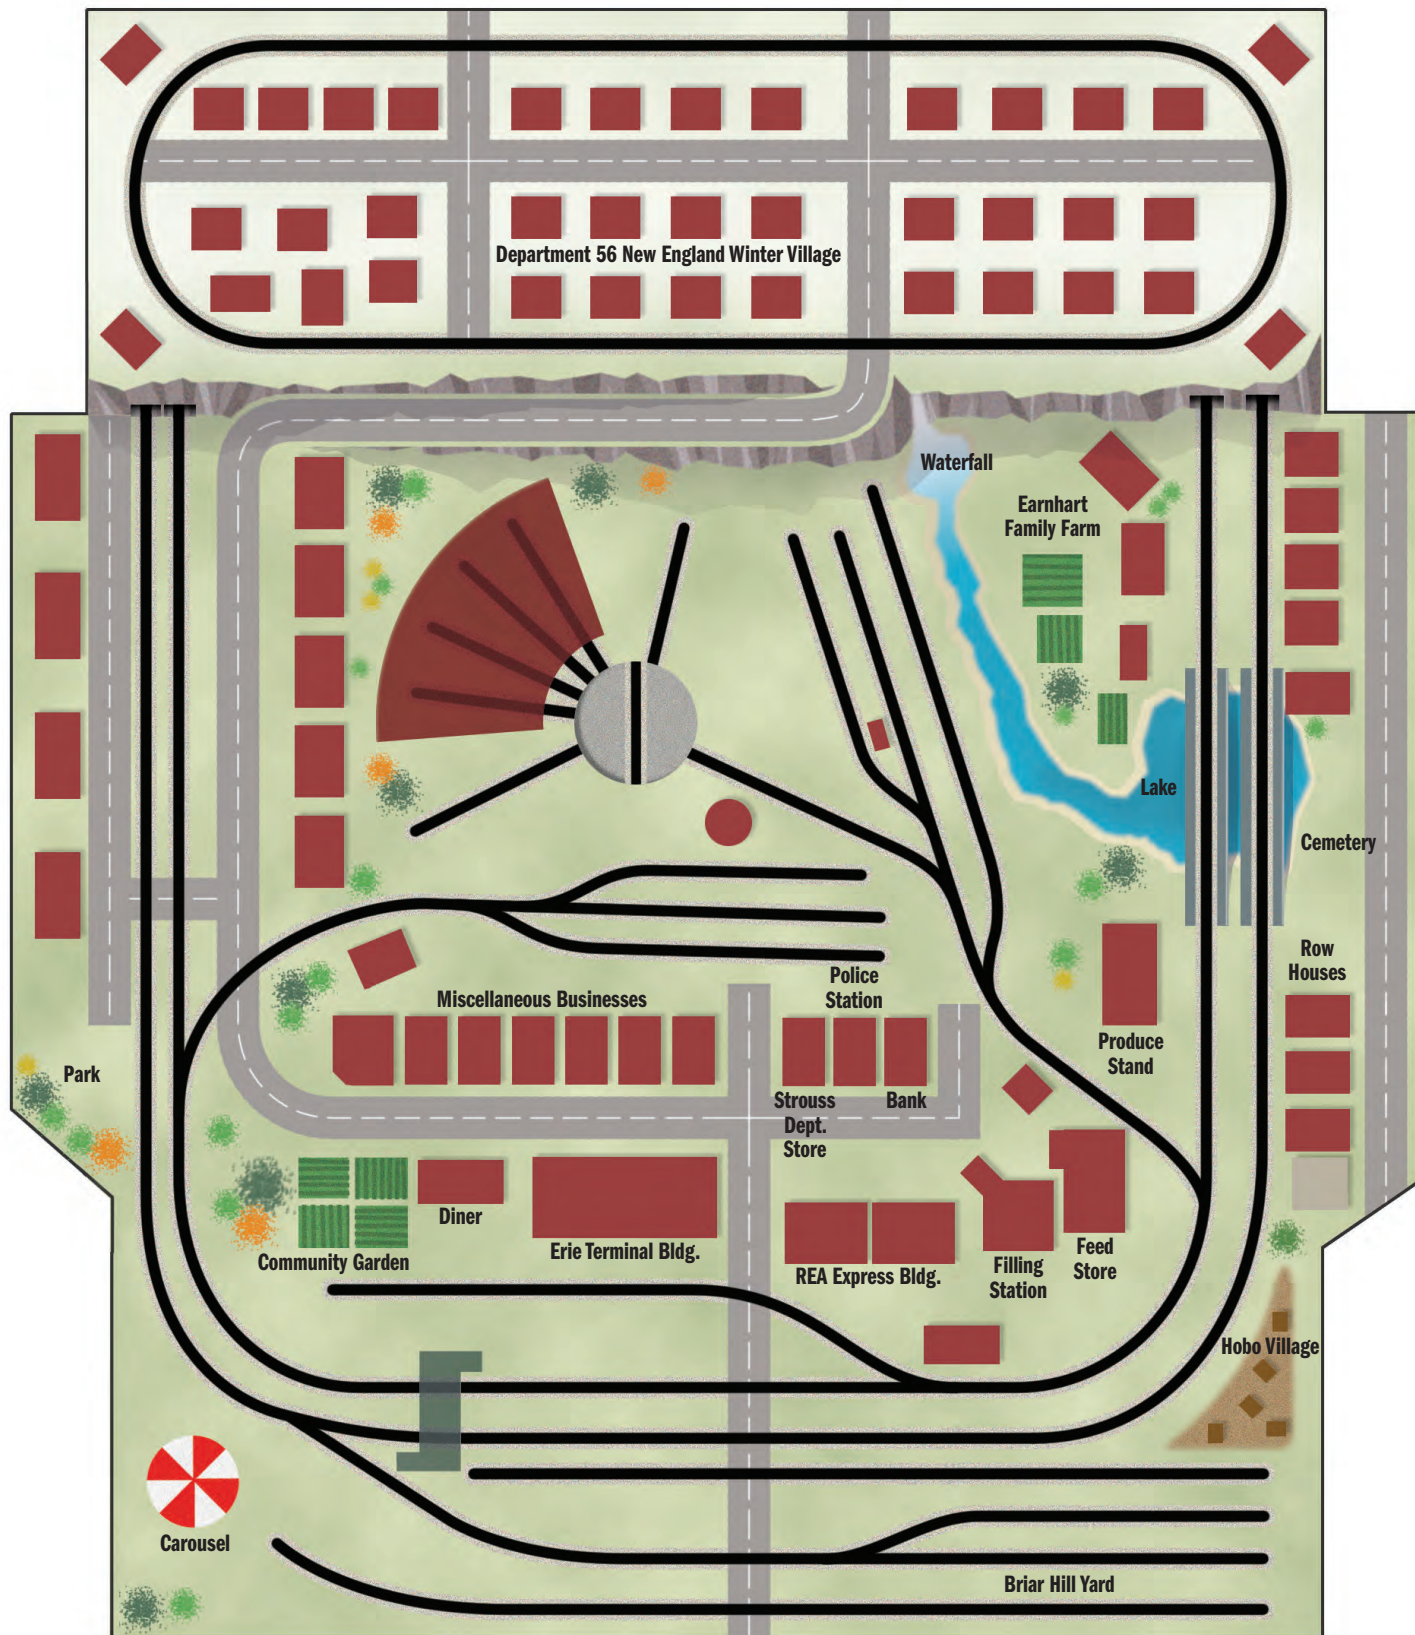 Department 56 New England Winter Village
Waterfall
Earnhart
Family Farm
Lake
Cemetery
Row
Houses
Police
Station
Miscellaneous Businesses
Produce
Stand
Park
Strouss
Dept.
Store
Bank
Diner
Erie Terminal Bldg.
Community Garden
REA Express Bldg.
Filling
Station
Feed
Store
Hobo Village
Carousel
Briar Hill Yard